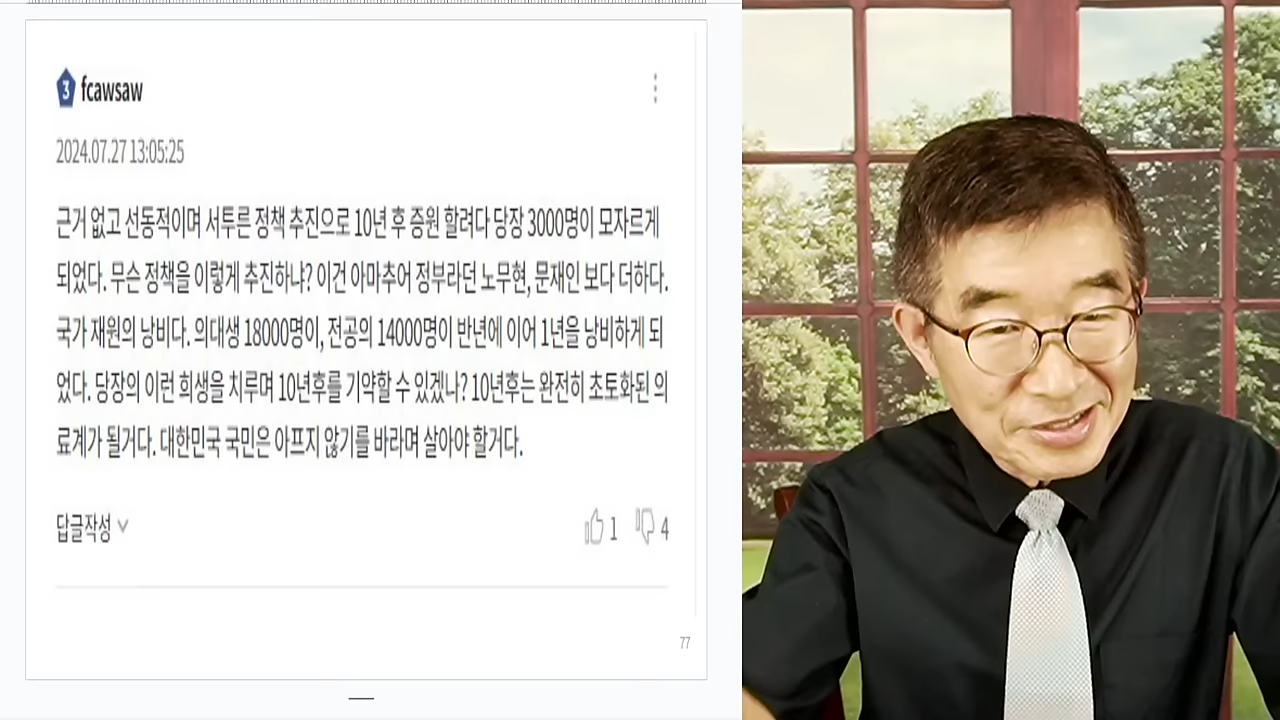 3 fcawsaw
2024.07.27 13:05:25
근거 없고 선동적이며 서투른 정책 추진으로 10년 후 증원 할려다 당장 3000명이 모자르게
되었다. 무슨 정책을 이렇게 추진하냐? 이건 아마추어 정부라던 노무현, 문재인 보다 더하다.
국가 재원의 낭비다. 의대생 18000명이, 전공의 14000명이 반년에 이어 1년을 낭비하게 되
었다. 당장의 이런 희생을 치루며 10년후를 기약할 수 있겠나? 10년후는 완전히 초토화된 의
료계가 될거다. 대한민국 국민은 아프지 않기를 바라며 살아야 할거다.
답글작성
1 4
77